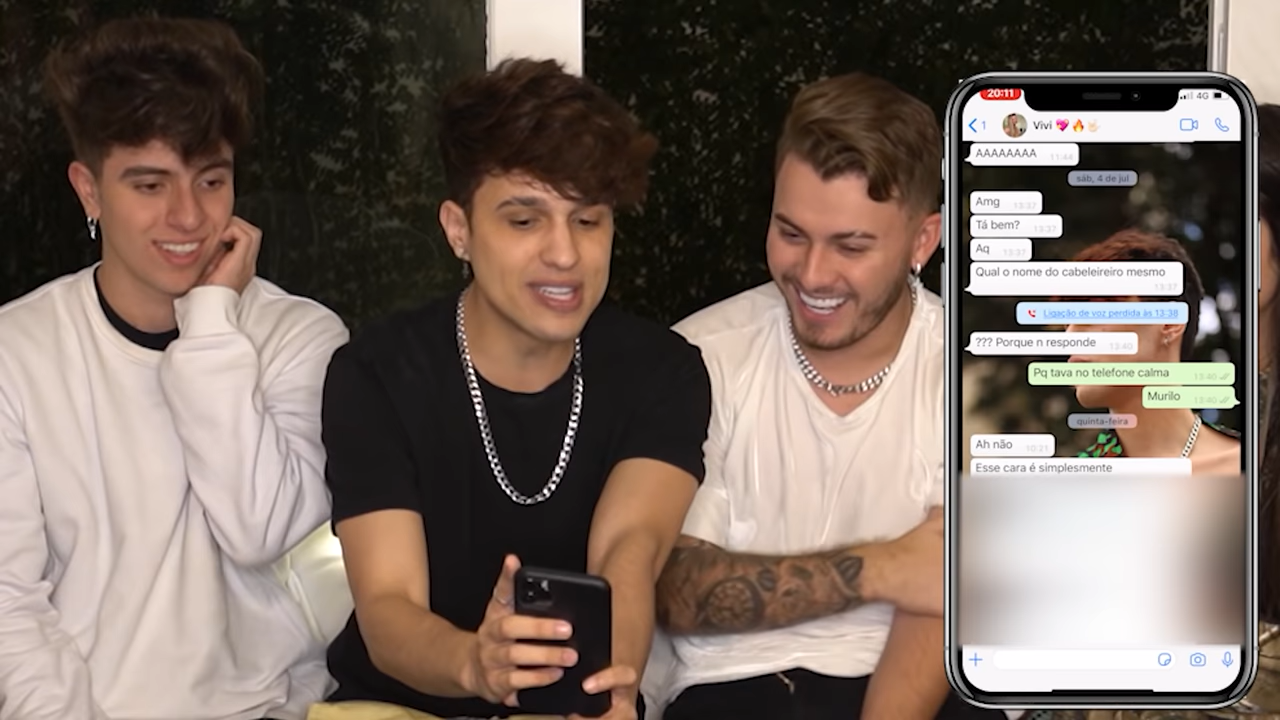 20:11
4G
1
Vivi 💖🔥
AAAAAAAA 11:44
sáb, 4 de jul
Amg 13:37
Tá bem? 13:37
Aq 13:37
Qual o nome do cabeleireiro mesmo
13:37
Ligação de voz perdida às 13:38
??? Porque n responde 13:40
Pq tava no telefone calma 13:40
Murilo 13:40
quinta-feira
Ah não 10:21
Esse cara é simplesmente